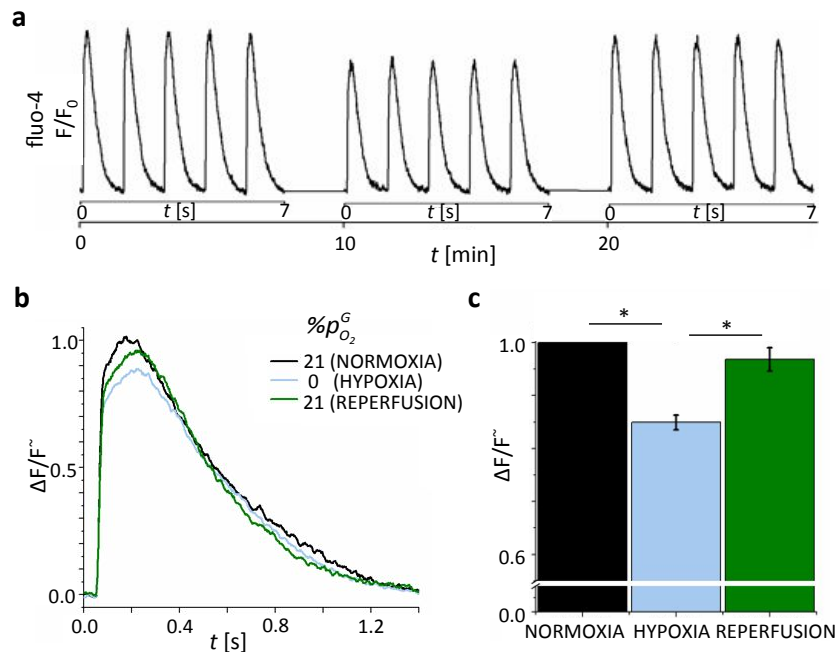 a
fluo-4
F/F0
0 t [s] 7 0 t [s] 7 0 t [s] 7
0 10 20
t [min]
b
%pᴳO2
21 (NORMOXIA)
0 (HYPOXIA)
21 (REPERFUSION)
ΔF/F~
1.0
0.5
0.0
0.0 0.4 0.8 1.2
t [s]
c
* *
ΔF/F~
1.0
0.6
0.0
NORMOXIA HYPOXIA REPERFUSION